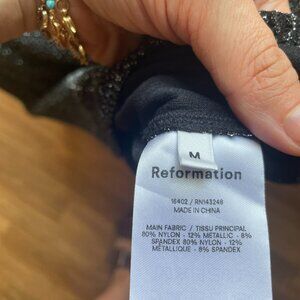 M
Reformation
16402 / RN143248
MADE IN CHINA
MAIN FABRIC / TISSU PRINCIPAL
80% NYLON - 12% METALLIC - 8%
SPANDEX 80% NYLON - 12%
MÉTALLIQUE - 8% SPANDEX